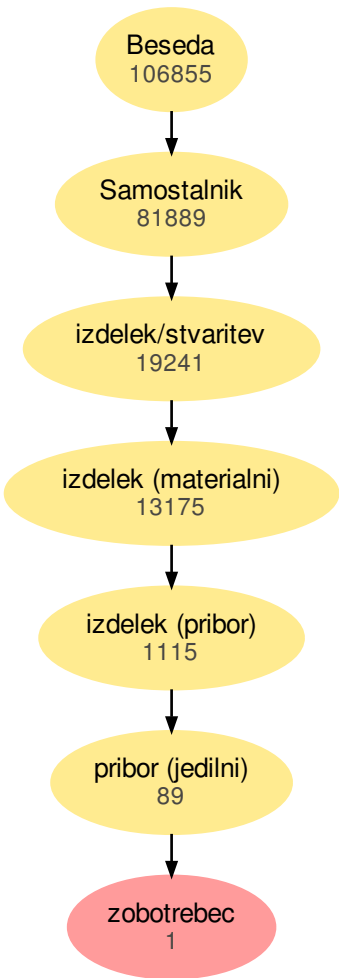 Beseda
106855
Samostalnik
81889
izdelek/stvaritev
19241
izdelek (materialni)
13175
izdelek (pribor)
1115
pribor (jedilni)
89
zobotrebec
1